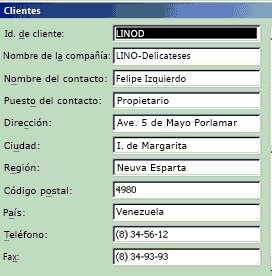 Clientes
Id. de cliente: LINOD
Nombre de la compañía: LINO-Delicateses
Nombre del contacto: Felipe Izquierdo
Puesto del contacto: Propietario
Dirección: Ave. 5 de Mayo Porlamar
Ciudad: I. de Margarita
Región: Neuva Esparta
Código postal: 4980
País: Venezuela
Teléfono: (8) 34-56-12
Fax: (8) 34-93-93